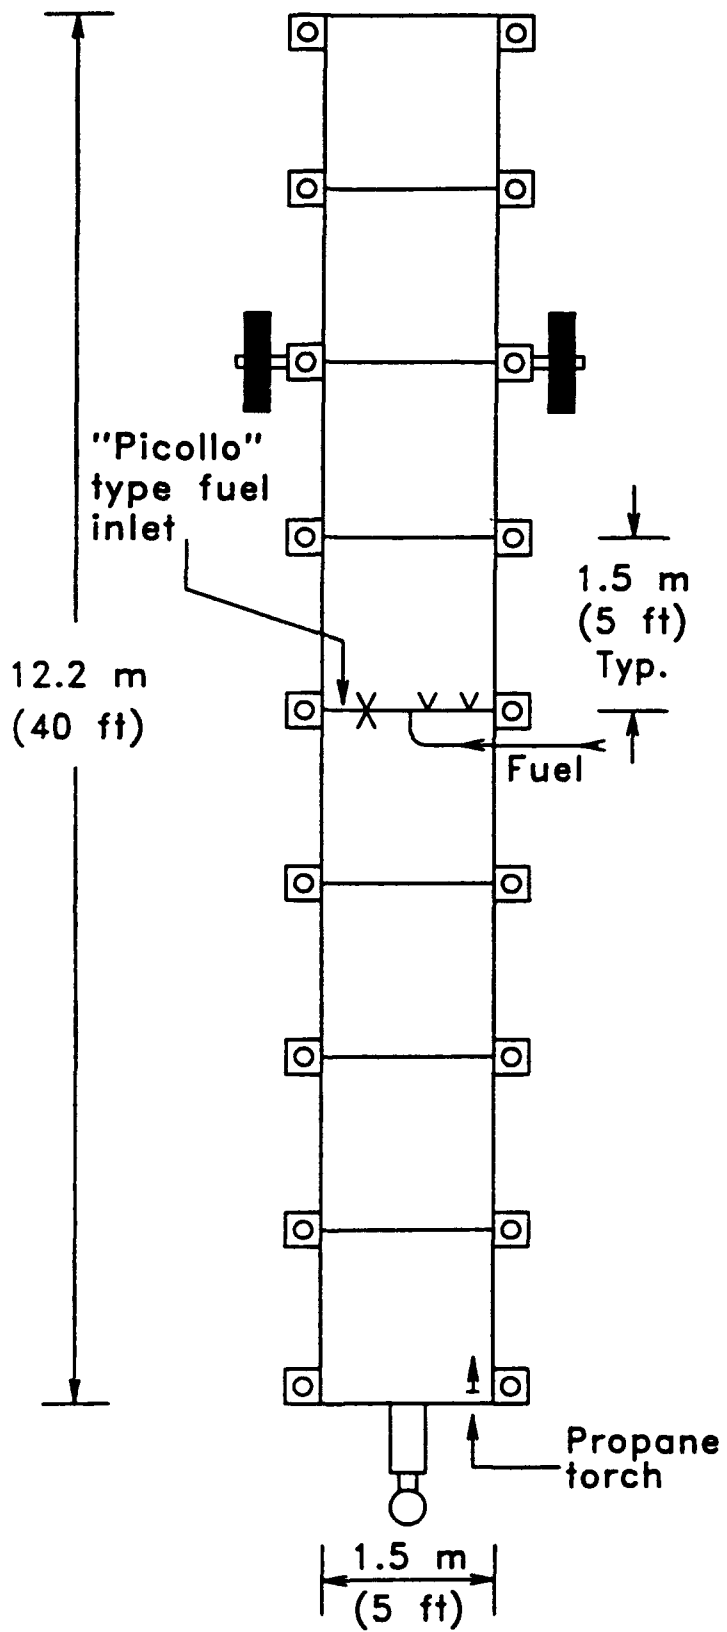 "Picollo"
type fuel
inlet
1.5 m
(5 ft)
Typ.
12.2 m
(40 ft)
Fuel
Propane
torch
1.5 m
(5 ft)